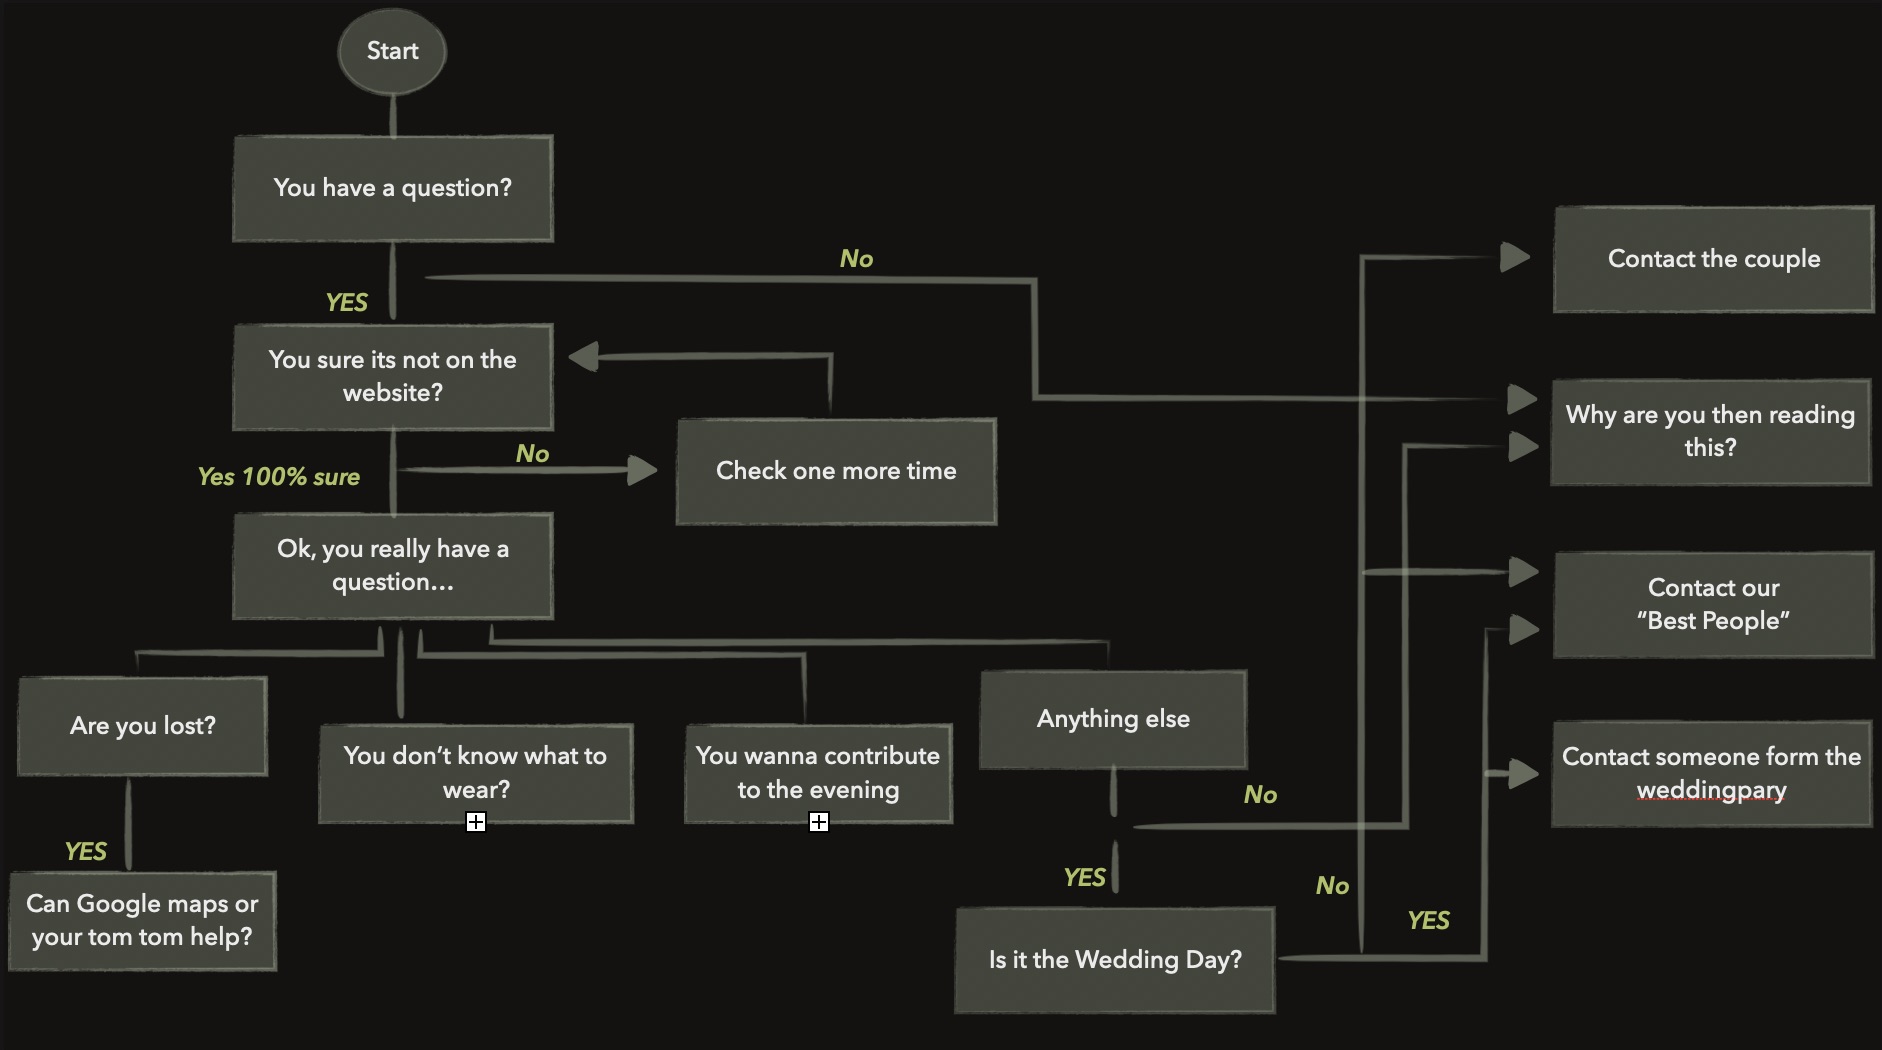 Start
You have a question?
No
YES
You sure its not on the
website?
No
Yes 100% sure
Check one more time
Ok, you really have a
question...
Are you lost?
You don't know what to
wear?
You wanna contribute
to the evening
Anything else
YES
Can Google maps or
your tom tom help?
No
YES
Is it the Wedding Day?
No
YES
Contact the couple
Why are you then reading
this?
Contact our
“Best People”
Contact someone form the
weddingpary